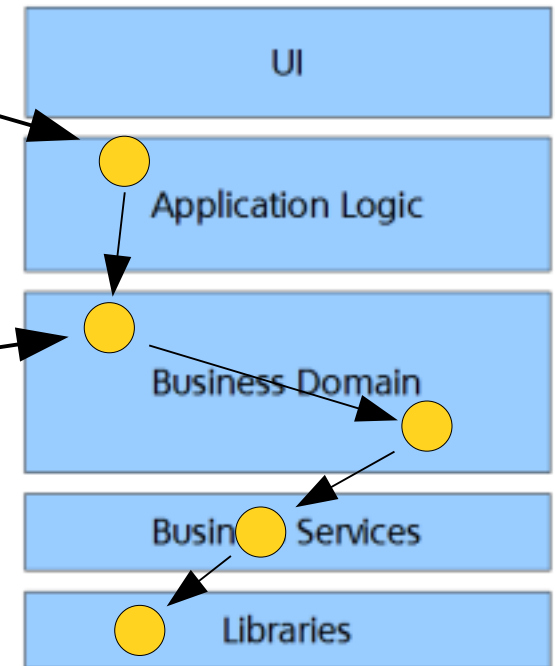 UI
Application Logic
Business Domain
Busin Services
Libraries